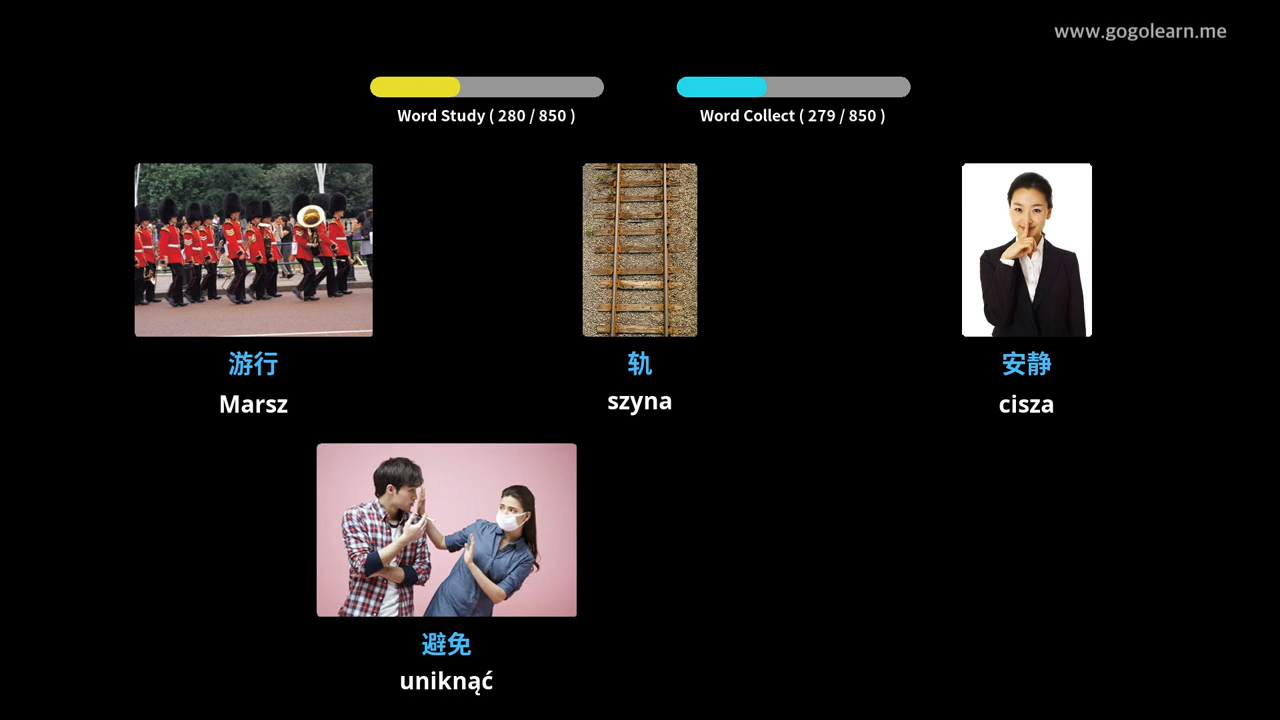 www.gogolearn.me
Word Study ( 280 / 850 )
Word Collect ( 279 / 850 )
游行
Marsz
轨
szyna
安静
cisza
避免
uniknąć